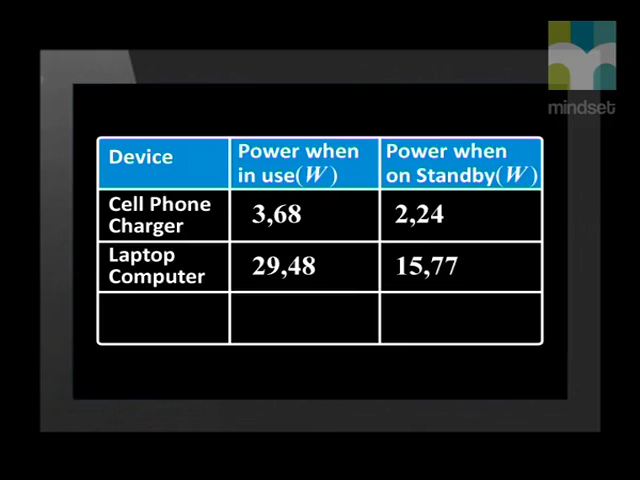 mindset
Device
Power when
in use(W)
Power when
on Standby(W)
Cell Phone
Charger
3,68
2,24
Laptop
Computer
29,48
15,77